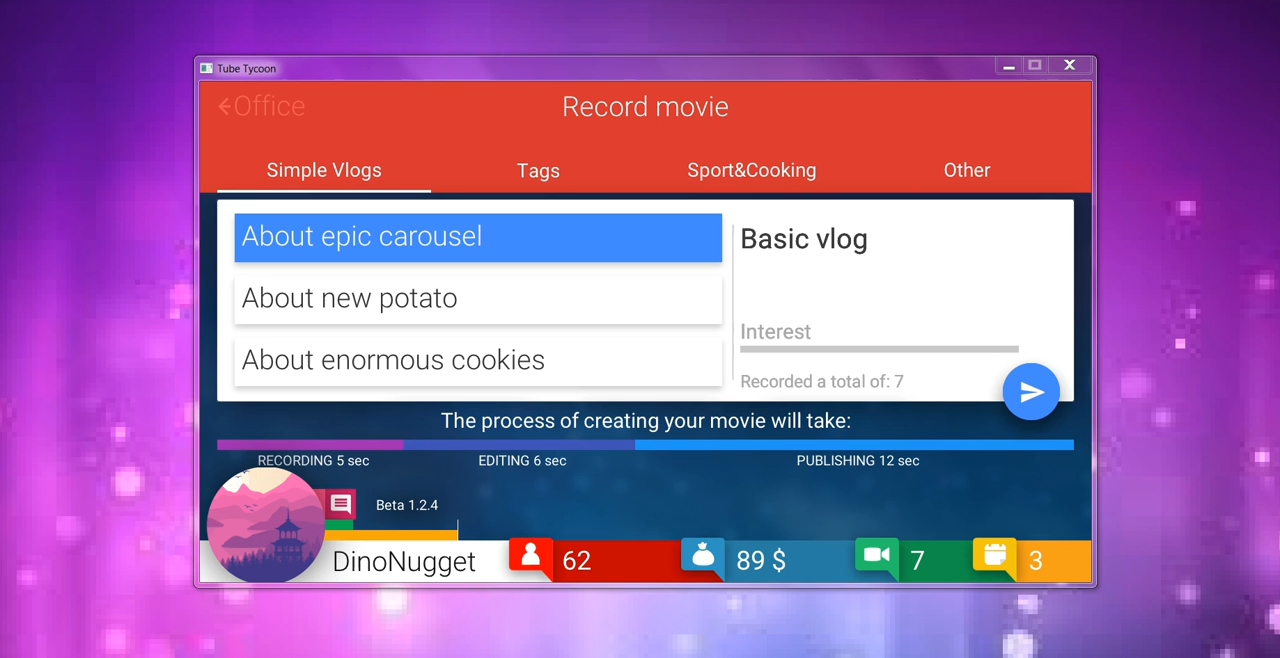 Tube Tycoon
Office
Record movie
Simple Vlogs
Tags
Sport&Cooking
Other
About epic carousel
About new potato
About enormous cookies
Basic vlog
Interest
Recorded a total of: 7
The process of creating your movie will take:
RECORDING 5 sec
EDITING 6 sec
PUBLISHING 12 sec
Beta 1.2.4
DinoNugget
62
89 $
7
3